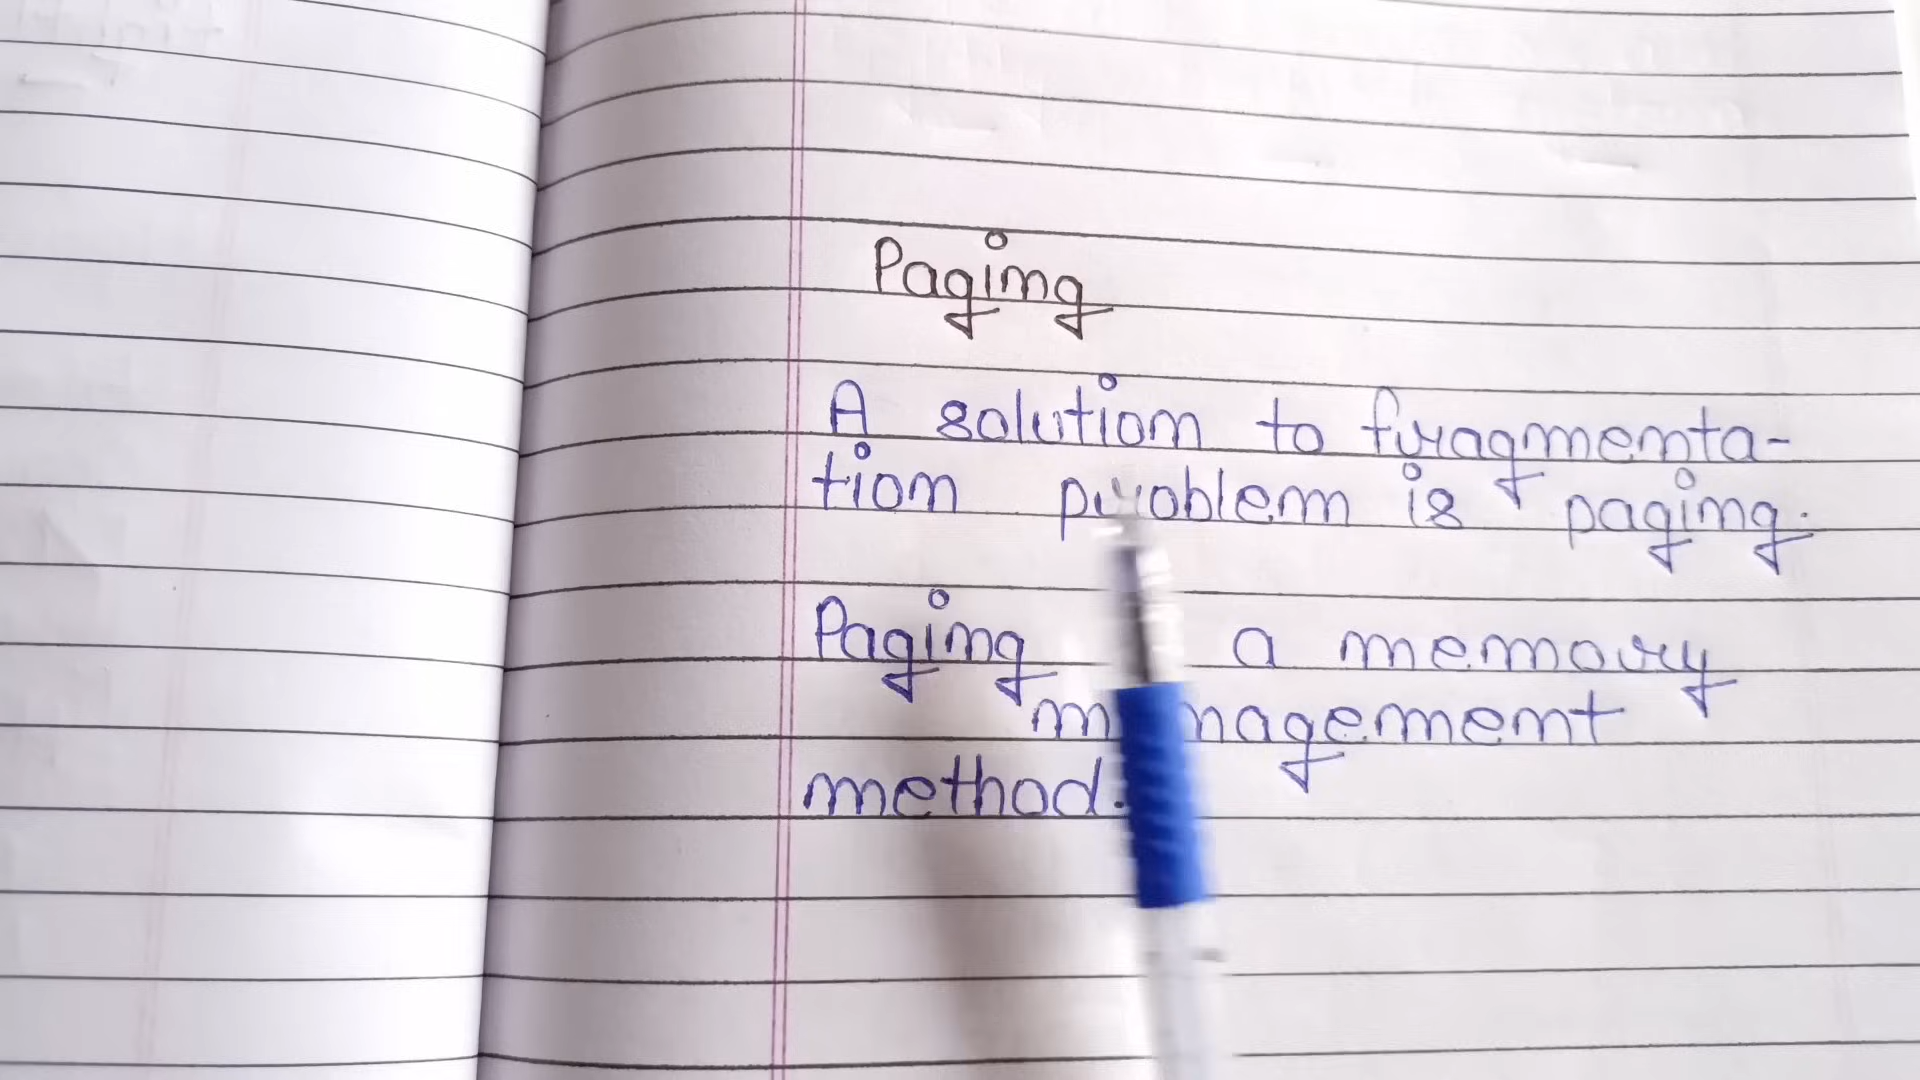 Paging
A solution to fragmenta-
tion problem is paging.
Paging a memory
management
method.